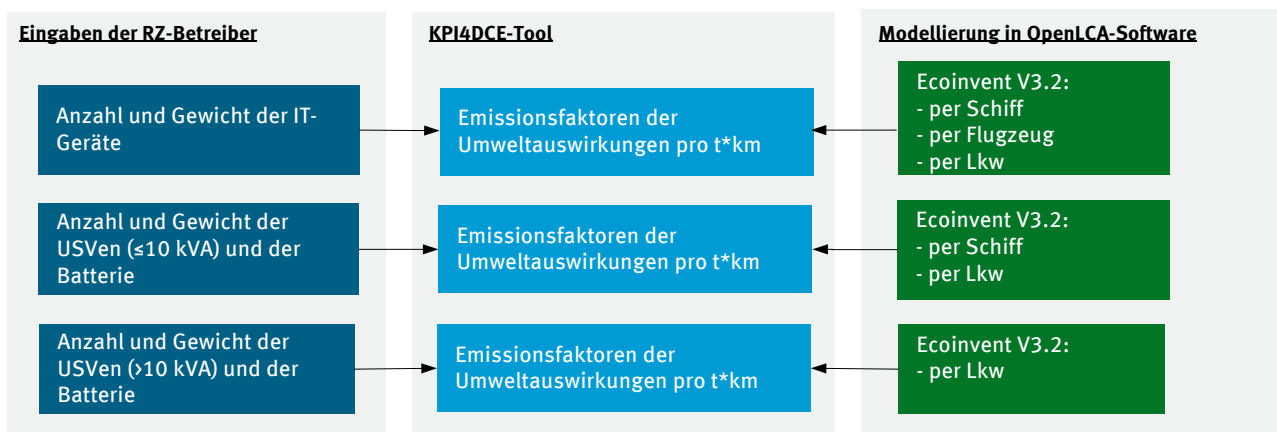 Eingaben der RZ-Betreiber
Anzahl und Gewicht der IT-
Geräte
Anzahl und Gewicht der
USVen (≤10 kVA) und der
Batterie
Anzahl und Gewicht der
USVen (>10 kVA) und der
Batterie
KPI4DCE-Tool
Emissionsfaktoren der
Umweltauswirkungen pro t*km
Emissionsfaktoren der
Umweltauswirkungen pro t*km
Emissionsfaktoren der
Umweltauswirkungen pro t*km
Modellierung in OpenLCA-Software
Ecoinvent V3.2:
- per Schiff
- per Flugzeug
- per Lkw
Ecoinvent V3.2:
- per Schiff
- per Lkw
Ecoinvent V3.2:
- per Lkw